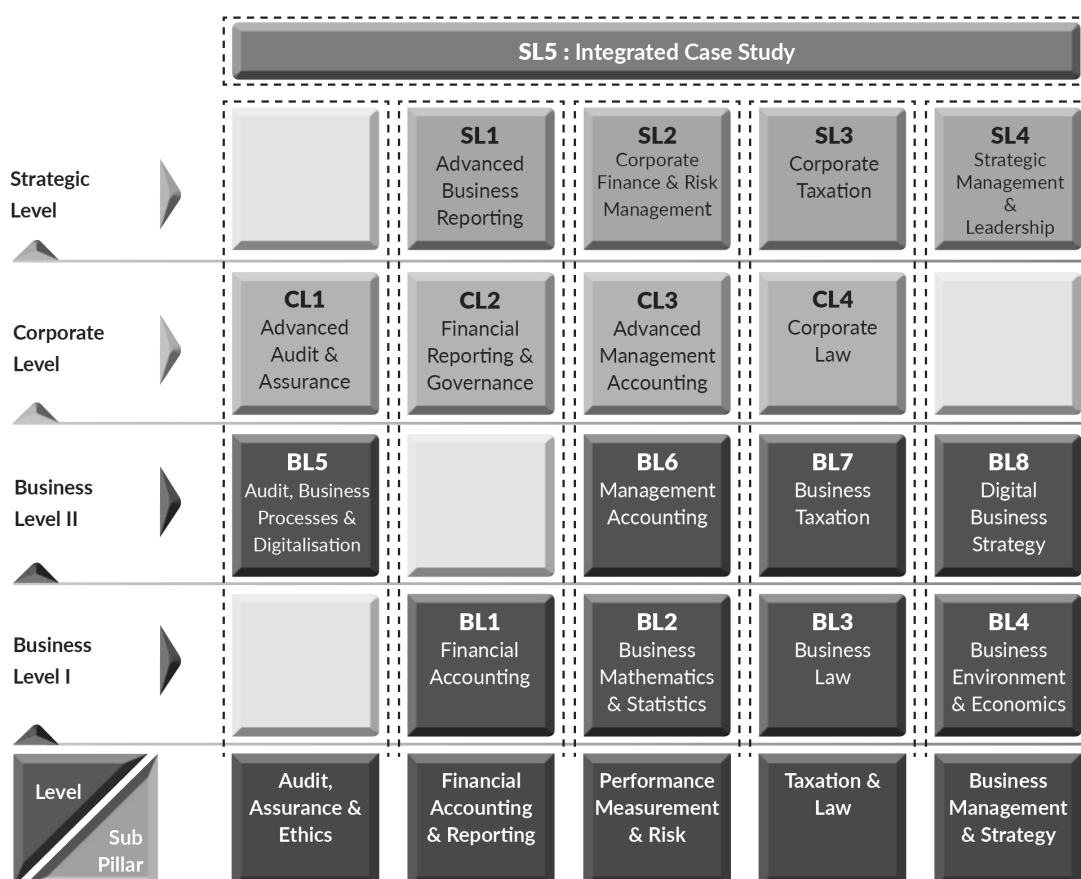 SL5 : Integrated Case Study
Strategic
Level
SL1
Advanced
Business
Reporting
SL2
Corporate
Finance & Risk
Management
SL3
Corporate
Taxation
SL4
Strategic
Management
&
Leadership
Corporate
Level
CL1
Advanced
Audit &
Assurance
CL2
Financial
Reporting &
Governance
CL3
Advanced
Management
Accounting
CL4
Corporate
Law
Business
Level II
BL5
Audit, Business
Processes &
Digitalisation
BL6
Management
Accounting
BL7
Business
Taxation
BL8
Digital
Business
Strategy
Business
Level I
BL1
Financial
Accounting
BL2
Business
Mathematics
& Statistics
BL3
Business
Law
BL4
Business
Environment
& Economics
Level
Sub
Pillar
Audit,
Assurance &
Ethics
Financial
Accounting
& Reporting
Performance
Measurement
& Risk
Taxation &
Law
Business
Management
& Strategy